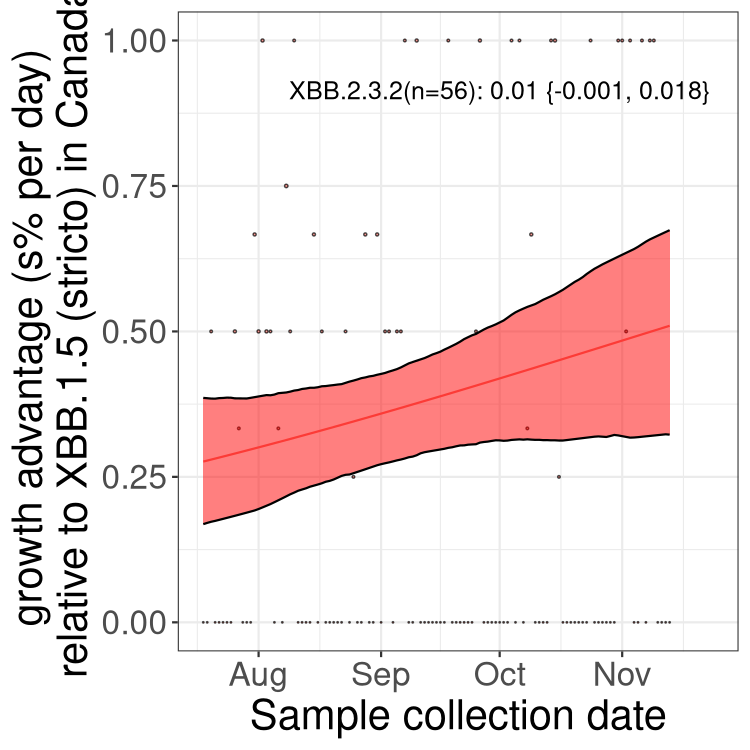 growth advantage (s% per day)
relative to XBB.1.5 (stricto) in Canada
1.00
0.75
0.50
0.25
0.00
XBB.2.3.2(n=56): 0.01 {-0.001, 0.018}
Aug Sep Oct Nov
Sample collection date